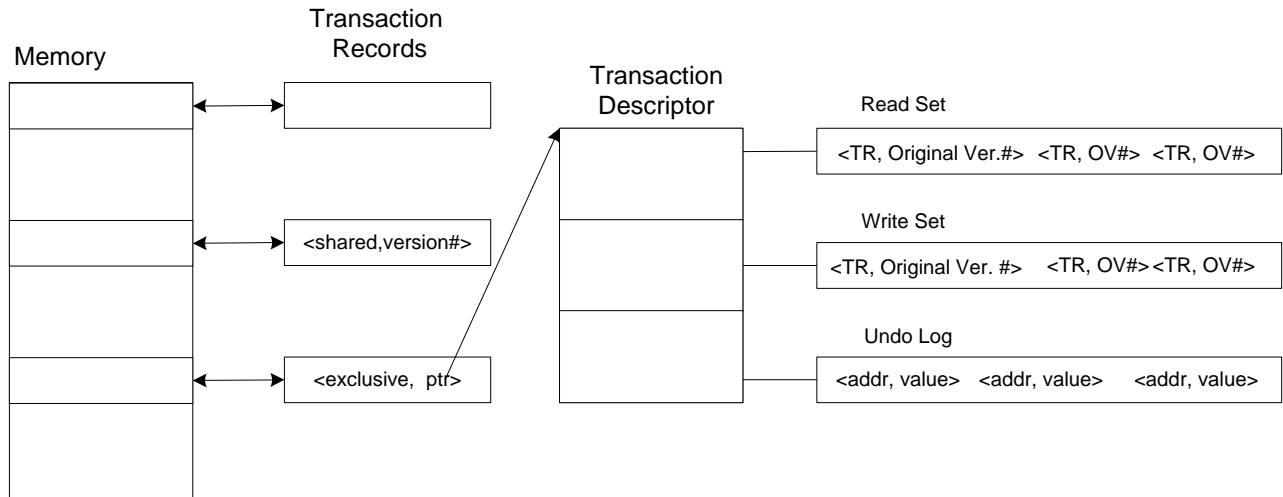 Transaction
Records
Memory
Transaction
Descriptor
Read Set
<TR, Original Ver.#> <TR, OV#> <TR, OV#>
<shared,version#>
Write Set
<TR, Original Ver. #> <TR, OV#> <TR, OV#>
Undo Log
<exclusive, ptr>
<addr, value> <addr, value> <addr, value>